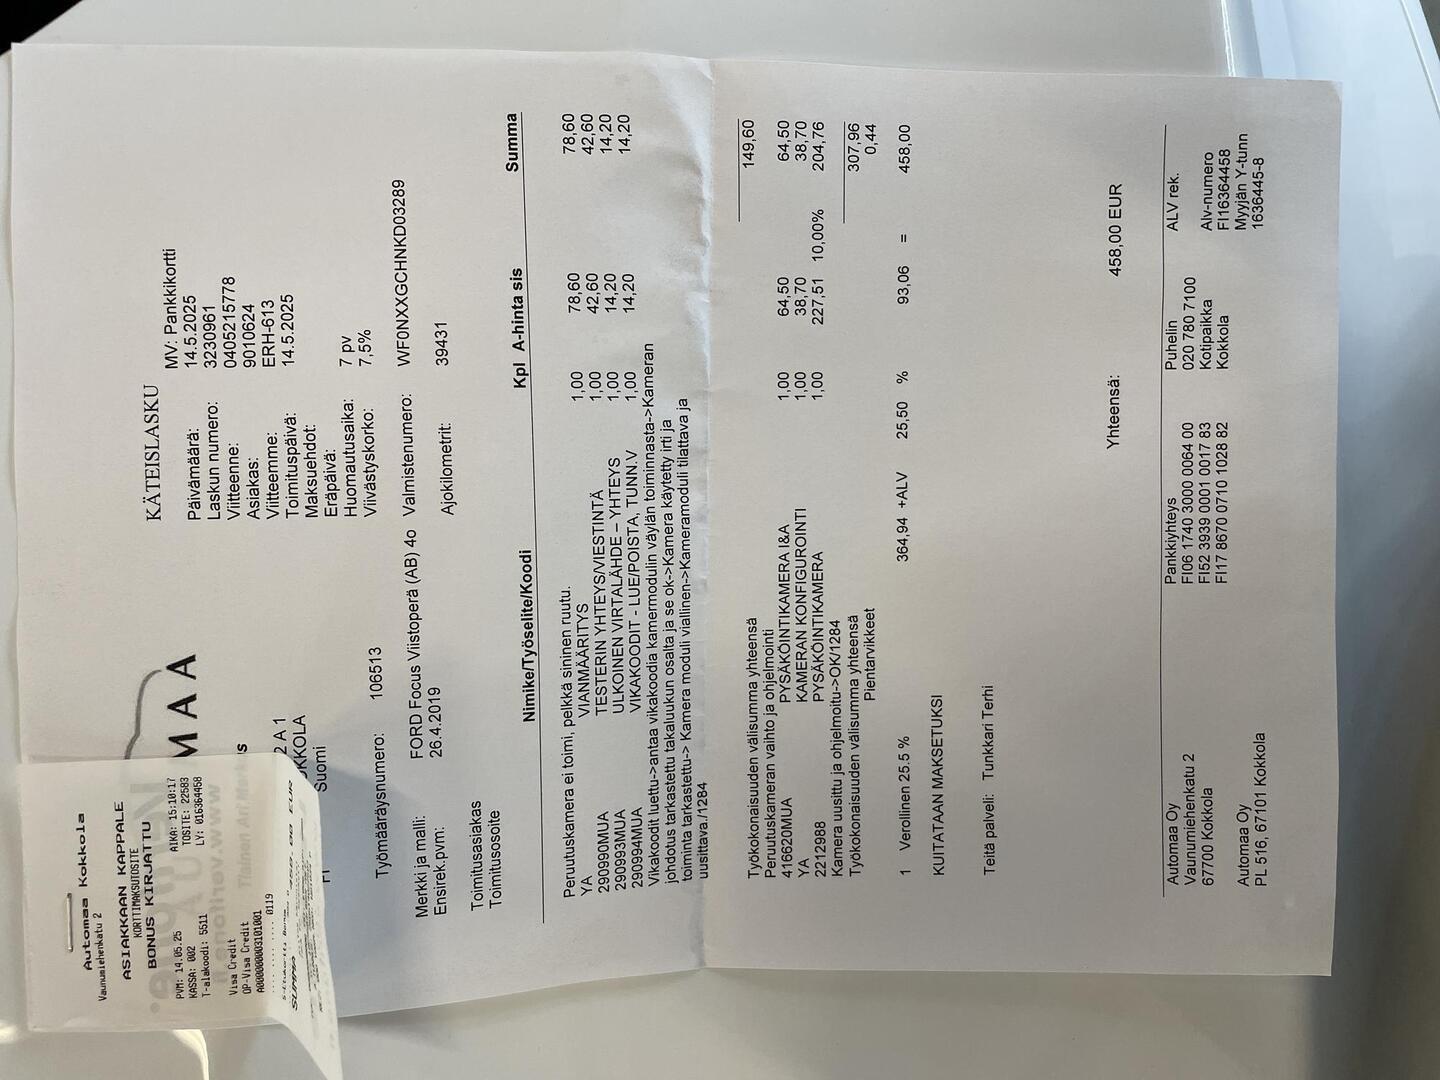 Automaa Kokkola
Vaunumiehenkatu 2
ASIAKKAAN KAPPALE
KORTTIMAKSUTOSITE
BONUS KIRJATTU
PVM: 14.05.25 AIKA: 15:10:17
KASSA: 002 TOSITE: 22583
T-alakoodi: 5511 LY: 016364458
Visa Credit
OP-Visa Credit
A000000003101001
0119
S-Etukortti Bonus
SUMMA
MAA
KÄTEISLASKU
MV: Pankkikortti
Päivämäärä: 14.5.2025
Laskun numero: 3230961
Viitteenne: 0405215778
Asiakas: 9010624
Viitteemme: ERH-613
Toimituspäivä: 14.5.2025
Maksuehdot:
Eräpäivä:
Huomautusaika: 7 pv
Viivästyskorko: 7,5%
2 A 1
KKOLA
Suomi
Työmääräysnumero: 106513
Merkki ja malli: FORD Focus Viistoperä (AB) 4o Valmistenumero: WF0NXXGCHNKD03289
Ensirek.pvm: 26.4.2019 Ajokilometrit: 39431
Toimitusasiakas
Toimitusosoite
Nimike/Työselite/Koodi Kpl A-hinta sis Summa
Perutuskamera ei toimi, pelkkä sininen ruutu.
YA VIANMÄÄRITYS 1,00 78,60 78,60
290990MUA TESTERIN YHTEYS/VIESTINTÄ 1,00 42,60 42,60
290993MUA ULKOINEN VIRTALÄHDE – YHTEYS 1,00 14,20 14,20
290994MUA VIKAKOODIT - LUE/POISTA, TUNN.V 1,00 14,20 14,20
Vikakoodit luettu->antaa vikakoodia kamermodulin väylän toiminnasta->Kameran
johdotus tarkastettu takaluukun osalta ja se ok->Kamera käytetty irti ja
toiminta tarkastettu-> Kamera moduli viallinen->Kameramoduli tilattava ja
uusittava./1284
Työkokonaisuuden välisumma yhteensä 149,60
Peruutuskameran vaihto ja ohjelmointi
416620MUA PYSÄKÖINTIKAMERA I&A 1,00 64,50 64,50
YA KAMERAN KONFIGUROINTI 1,00 38,70 38,70
2212988 PYSÄKÖINTIKAMERA 1,00 227,51 10,00% 204,76
Kamera uusittu ja ohjelmoitu->OK/1284
Työkokonaisuuden välisumma yhteensä 307,96
Pientarvikkeet 0,44
1 Verollinen 25.5 % 364,94 +ALV 25,50 % 93,06 = 458,00
KUITATAAN MAKSETUKSI
Teitä palveli: Tunkkari Terhi
Yhteensä: 458,00 EUR
Automaa Oy
Vaunumiehenkatu 2
67700 Kokkola
Automaa Oy
PL 516, 67101 Kokkola
Pankkiyhteys
FI06 1740 3000 0064 00
FI52 3939 0001 0017 83
FI17 8670 0710 1028 82
Puhelin
020 780 7100
Kotipaikka
Kokkola
ALV rek.
Alv-numero
FI16364458
Myyjän Y-tunn
1636445-8